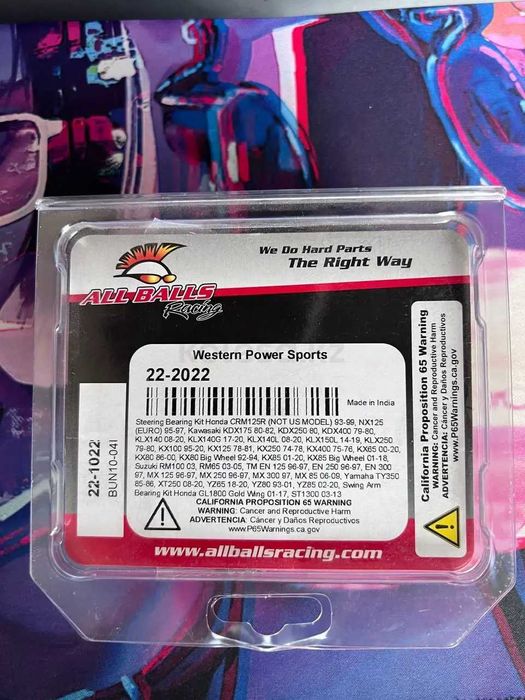 We Do Hard Parts
The Right Way
ALL BALLS
Racing
Western Power Sports
22-2022
Made in India
Steering Bearing Kit Honda CRM125R (NOT US MODEL) 93-99, NX125
(EURO) 95-97, Kawasaki KDX175 80-82, KDX250 80, KDX400 79-80,
KLX140 08-20, KLX140G 17-20, KLX140L 08-20, KLX150L 14-19, KLX250
79-80, KX100 95-20, KX125 78-81, KX250 74-78, KX400 75-76, KX65 00-20,
KX80 86-00, KX80 Big Wheel 92-94, KX85 01-20, KX85 Big Wheel 01-18,
Suzuki RM100 03, RM65 03-05, TM EN 125 96-97, EN 250 96-97, EN 300
97, MX 125 96-97, MX 250 96-97, MX 300 97, MX 85 06-09, Yamaha TY350
85-86, XT250 08-20, YZ65 18-20, YZ80 93-01, YZ85 02-20, Swing Arm
Bearing Kit Honda GL1800 Gold Wing 01-17, ST1300 03-13
CALIFORNIA PROPOSITION 65 WARNING
WARNING: Cancer and Reproductive Harm
ADVERTENCIA: Cáncer y Daños Reproductivos
www.P65Warnings.ca.gov
www.allballsracing.com
22-1022
BUN110-041
California Proposition 65 Warning
WARNING: Cancer and Reproductive Harm
ADVERTENCIA: Cáncer y Daños Reproductivos
www.P65Warnings.ca.gov